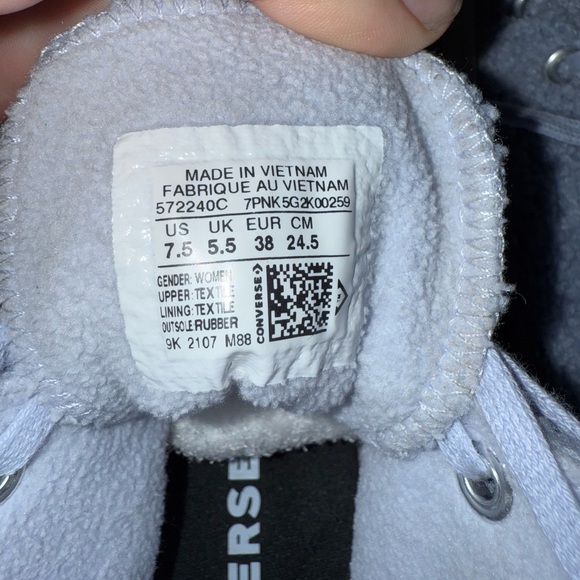 MADE IN VIETNAM
FABRIQUE AU VIETNAM
572240C 7PNK5G2K00259
US UK EUR CM
7.5 5.5 38 24.5
GENDER: WOMEN
UPPER: TEXTILE
LINING: TEXTILE
OUTSOLE RUBBER
9K 2107 M88
CONVERSE
ERSE